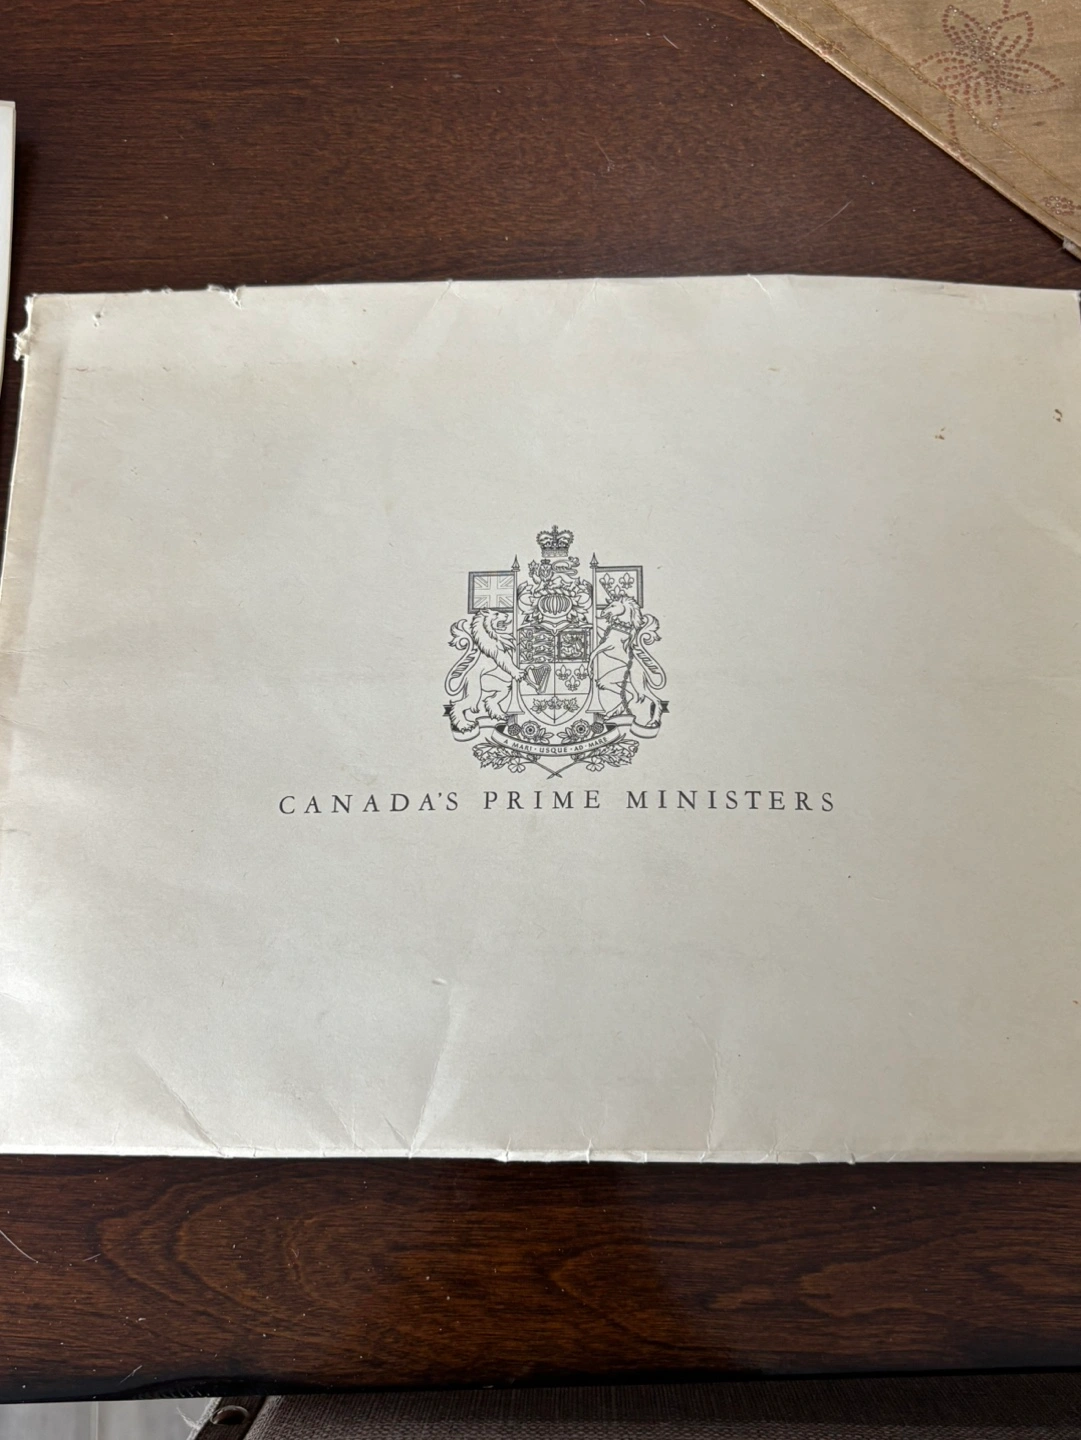 A MARI · USQUE · AD · MARE
CANADA'S PRIME MINISTERS